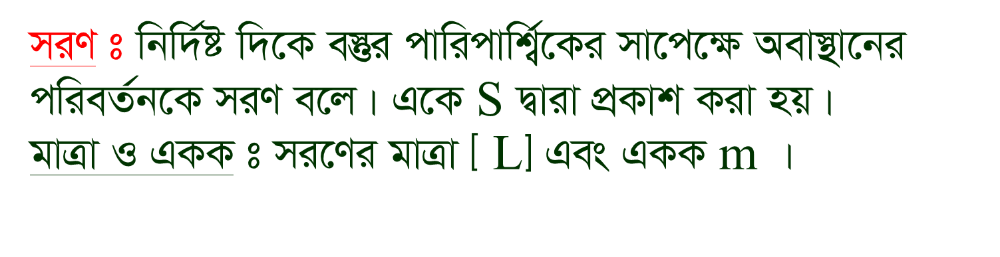 সরণ ঃ নির্দিষ্ট দিকে বস্তুর পারিপার্শ্বিকের সাপেক্ষে অবাস্থানের
পরিবর্তনকে সরণ বলে। একে S দ্বারা প্রকাশ করা হয়।
মাত্রা ও একক ঃ সরণের মাত্রা [ L] এবং একক m ।